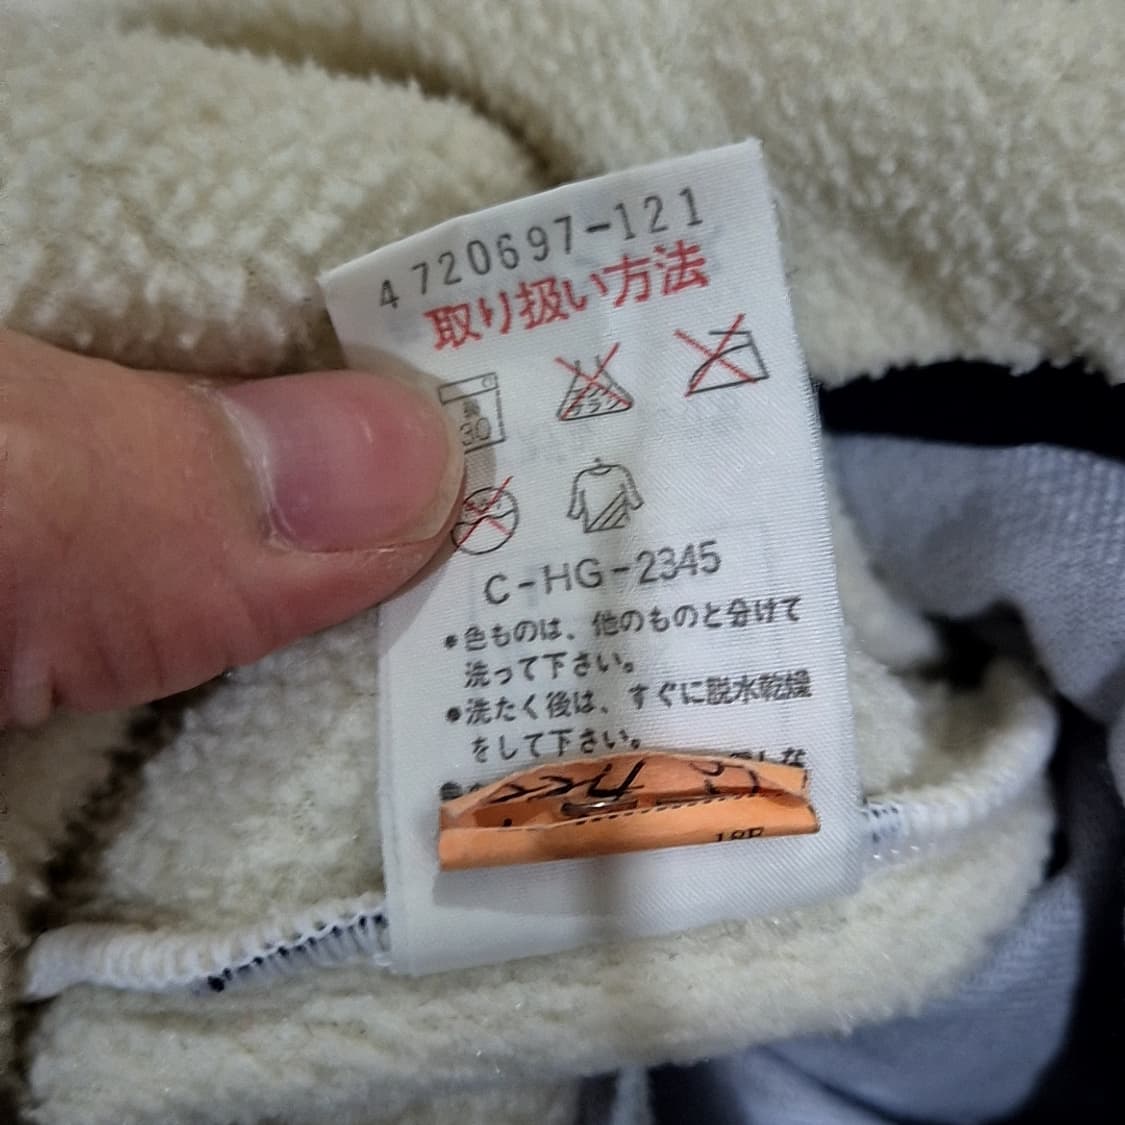 4720697-121
取り扱い方法
弱
30
C-HG-2345
•色ものは、他のものと分けて
洗って下さい。
•洗たく後は、すぐに脱水乾燥
をして下さい。